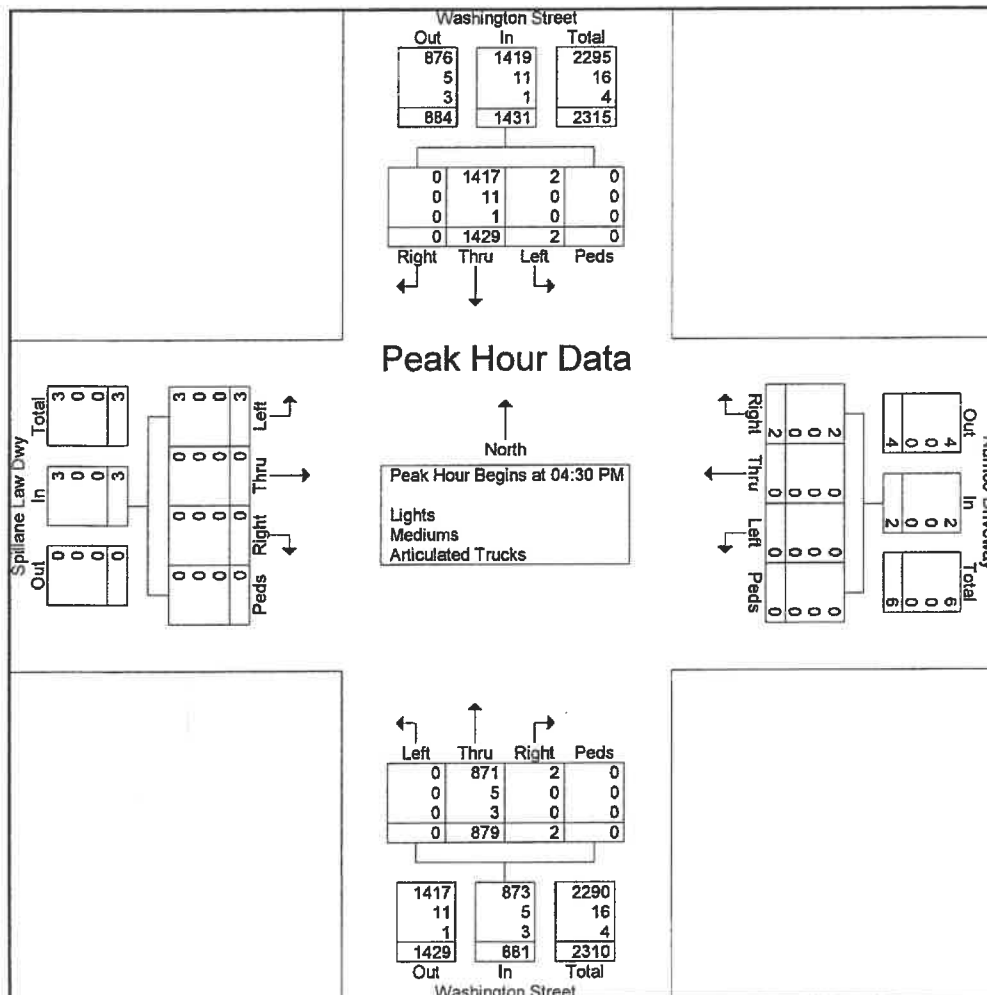 Washington Street
Out In Total
876 1419 2295
5 11 16
3 1 4
884 1431 2315
0 1417 2 0
0 11 0 0
0 1 0 0
0 1429 2 0
Right Thru Left Peds
Peak Hour Data
North
Peak Hour Begins at 04:30 PM
Lights
Mediums
Articulated Trucks
Spillane Law Dwy
Total In Out
3 3 0
0 0 0
0 0 0
3 3 0
Left Thru Right Peds
3 0 0 0
0 0 0 0
0 0 0 0
3 0 0 0
Right Thru Left Peds
2 0 0 0
0 0 0 0
0 0 0 0
2 0 0 0
Out In Total
4 2 6
0 0 0
0 0 0
4 2 6
Driveway
Left Thru Right Peds
0 871 2 0
0 5 0 0
0 3 0 0
0 879 2 0
1417 873 2290
11 5 16
1 3 4
1429 881 2310
Out In Total
Washington Street